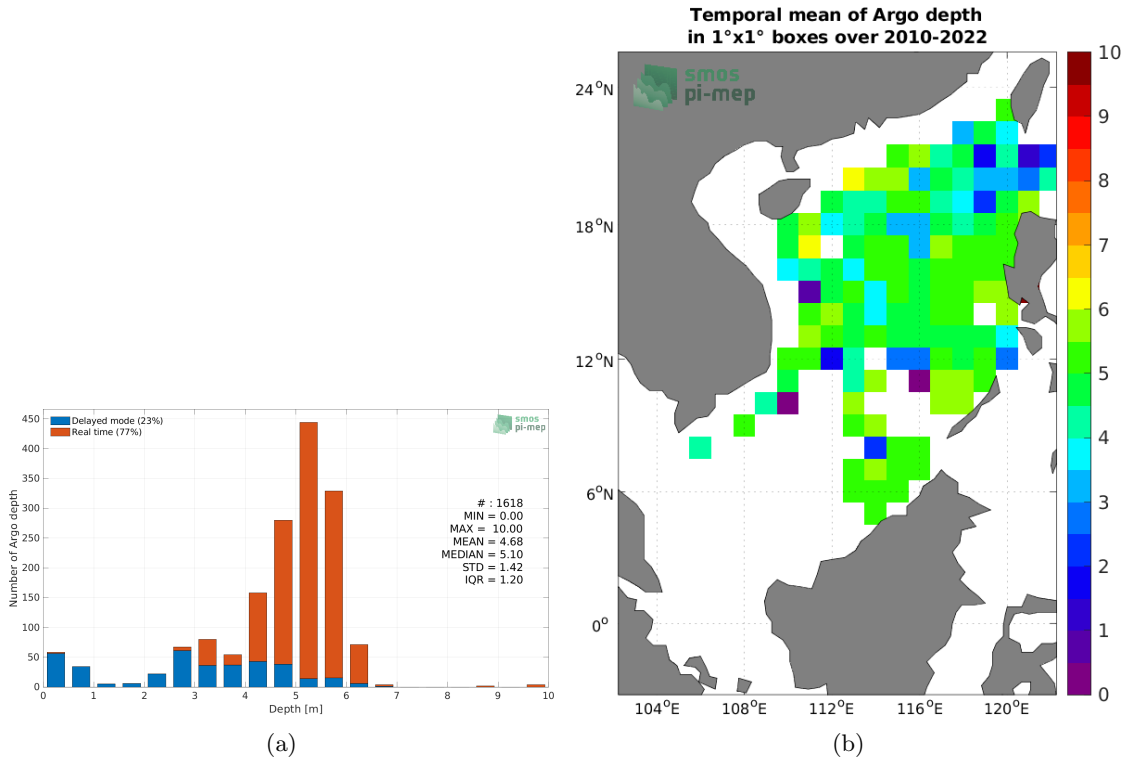 Temporal mean of Argo depth
in 1°x1° boxes over 2010-2022
smos
pi-mep
24°N
18°N
12°N
6°N
0°
104°E
108°E
112°E
116°E
120°E
10
9
8
7
6
5
4
3
2
1
0
450
400
350
300
250
200
150
100
50
0
Number of Argo depth
Delayed mode (23%)
Real time (77%)
smos
pi-mep
# : 1618
MIN = 0.00
MAX = 10.00
MEAN = 4.68
MEDIAN = 5.10
STD = 1.42
IQR = 1.20
0
1
2
3
4
5
6
7
8
9
10
Depth [m]
(a)
(b)